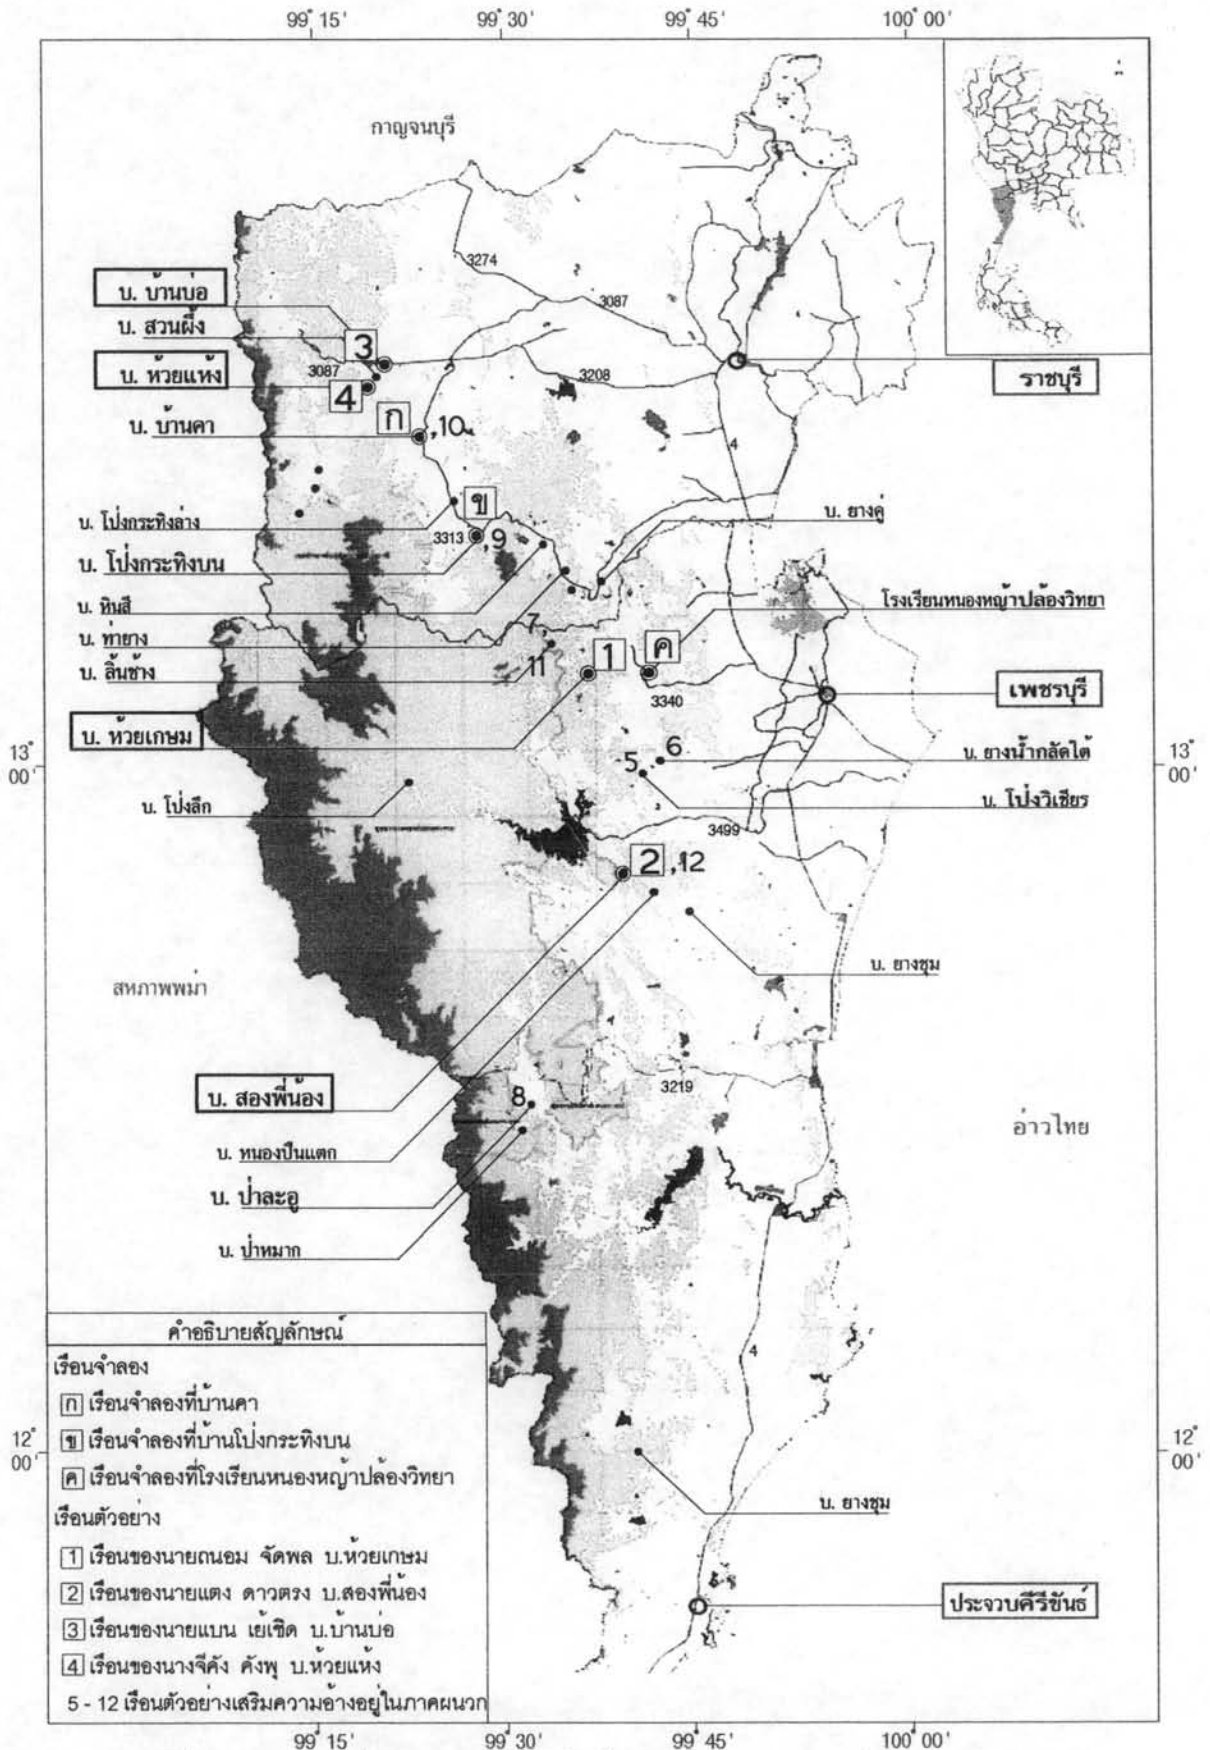 99° 15' 99° 30' 99° 45' 100° 00'
กาญจนบุรี
3274
3087
บ. บ้านบ่อ
บ. สวนผึ้ง
3
3087
บ. ห้วยแห้ง
4
3208
ราชบุรี
ก
บ. บ้านคา
,10
4
ข
บ. โป่งกระทิงล่าง
บ. ยางคู่
3313
,9
บ. โป่งกระทิงบน
บ. หินสี
โรงเรียนหนองหญ้าปล้องวิทยา
7,
บ. ท่ายาง
1
ค
บ. ลิ้นช้าง
11
3340
เพชรบุรี
บ. ห้วยเกษม
6
บ. ยางน้ำกลัดใต้
13° 00'
13° 00'
5
บ. โป่งลึก
บ. โป่งวิเชียร
3499
2 ,12
บ. ยางชุม
สหภาพพม่า
บ. สองพี่น้อง
8
3219
อ่าวไทย
บ. หนองปืนแตก
บ. ป่าละอู
บ. ป่าหมาก
4
คำอธิบายสัญลักษณ์
เรือนจำลอง
ก เรือนจำลองที่บ้านคา
ข เรือนจำลองที่บ้านโป่งกระทิงบน
ค เรือนจำลองที่โรงเรียนหนองหญ้าปล้องวิทยา
เรือนตัวอย่าง
1 เรือนของนายถนอม จัดพล บ.ห้วยเกษม
2 เรือนของนายแตง ดาวตรง บ.สองพี่น้อง
3 เรือนของนายแบน เย้เชิด บ.บ้านบ่อ
4 เรือนของนางจีคัง คังพุ บ.ห้วยแห้ง
5 - 12 เรือนตัวอย่างเสริมความอ้างอยู่ในภาคผนวก
12° 00'
12° 00'
บ. ยางชุม
ประจวบคีรีขันธ์
99° 15' 99° 30' 99° 45' 100° 00'